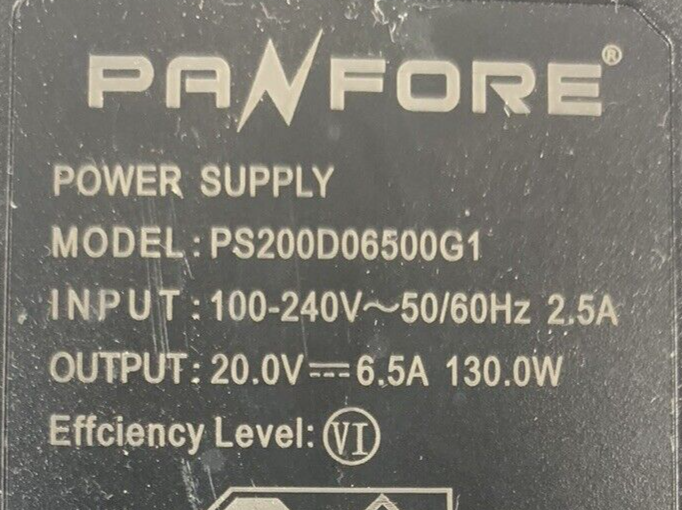 PANFORE®
POWER SUPPLY
MODEL: PS200D06500G1
INPUT: 100-240V～50/60Hz 2.5A
OUTPUT: 20.0V⎓6.5A 130.0W
Effciency Level: Ⅵ